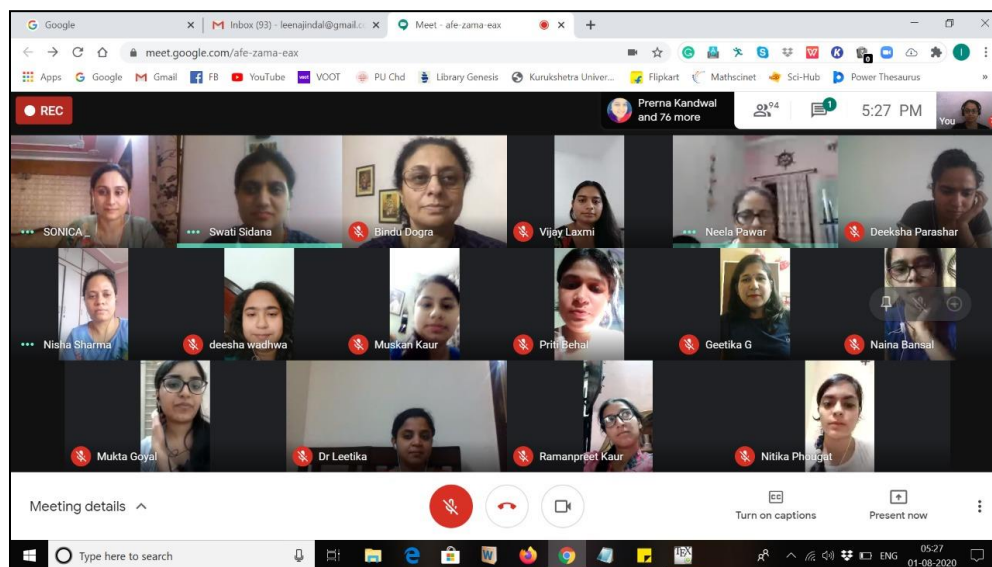 Google
Inbox (93) - leenajindal@gmail.c
Meet - afe-zama-eax
meet.google.com/afe-zama-eax
Apps
Google
Gmail
FB
YouTube
VOOT
PU Chd
Library Genesis
Kurukshetra Univer...
Flipkart
Mathscinet
Sci-Hub
Power Thesaurus
REC
Prerna Kandwal
and 76 more
94
1
5:27 PM
You
SONICA _
Swati Sidana
Bindu Dogra
Vijay Laxmi
Neela Pawar
Deeksha Parashar
Nisha Sharma
deesha wadhwa
Muskan Kaur
Priti Behal
Geetika G
Naina Bansal
Mukta Goyal
Dr Leetika
Ramanpreet Kaur
Nitika Phougat
Meeting details
Turn on captions
Present now
Type here to search
ENG
05:27
01-08-2020